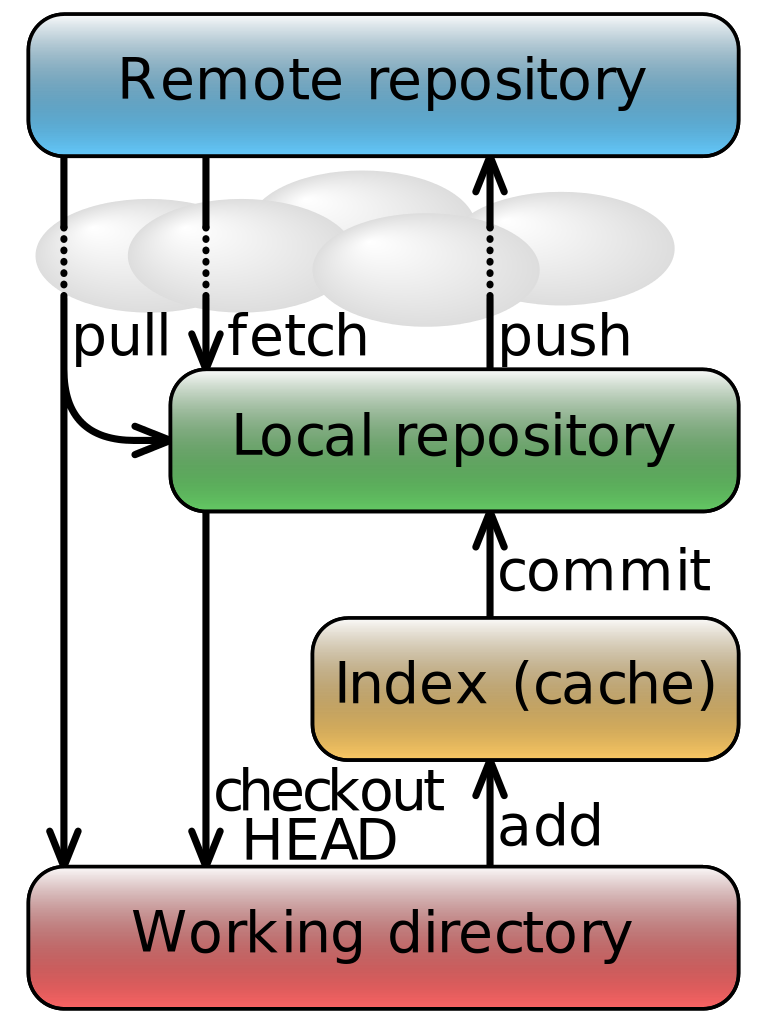 Remote repository
pull
fetch
push
Local repository
commit
Index (cache)
checkout
HEAD
add
Working directory